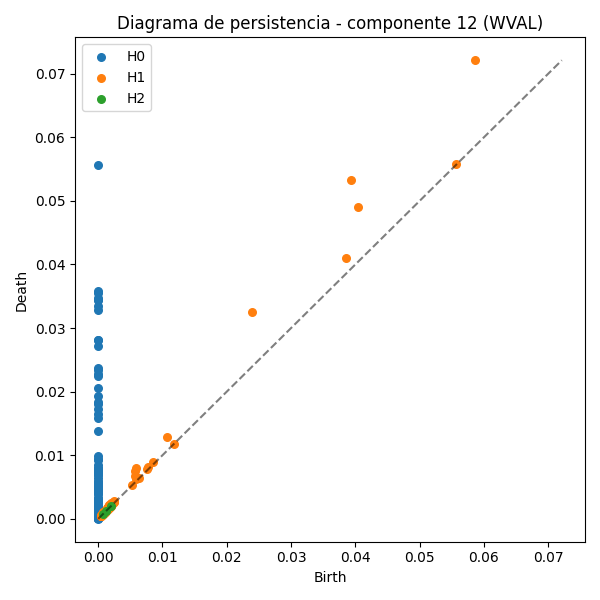 Diagrama de persistencia - componente 12 (WVAL)
H0
H1
H2
Death
0.07
0.06
0.05
0.04
0.03
0.02
0.01
0.00
0.00 0.01 0.02 0.03 0.04 0.05 0.06 0.07
Birth